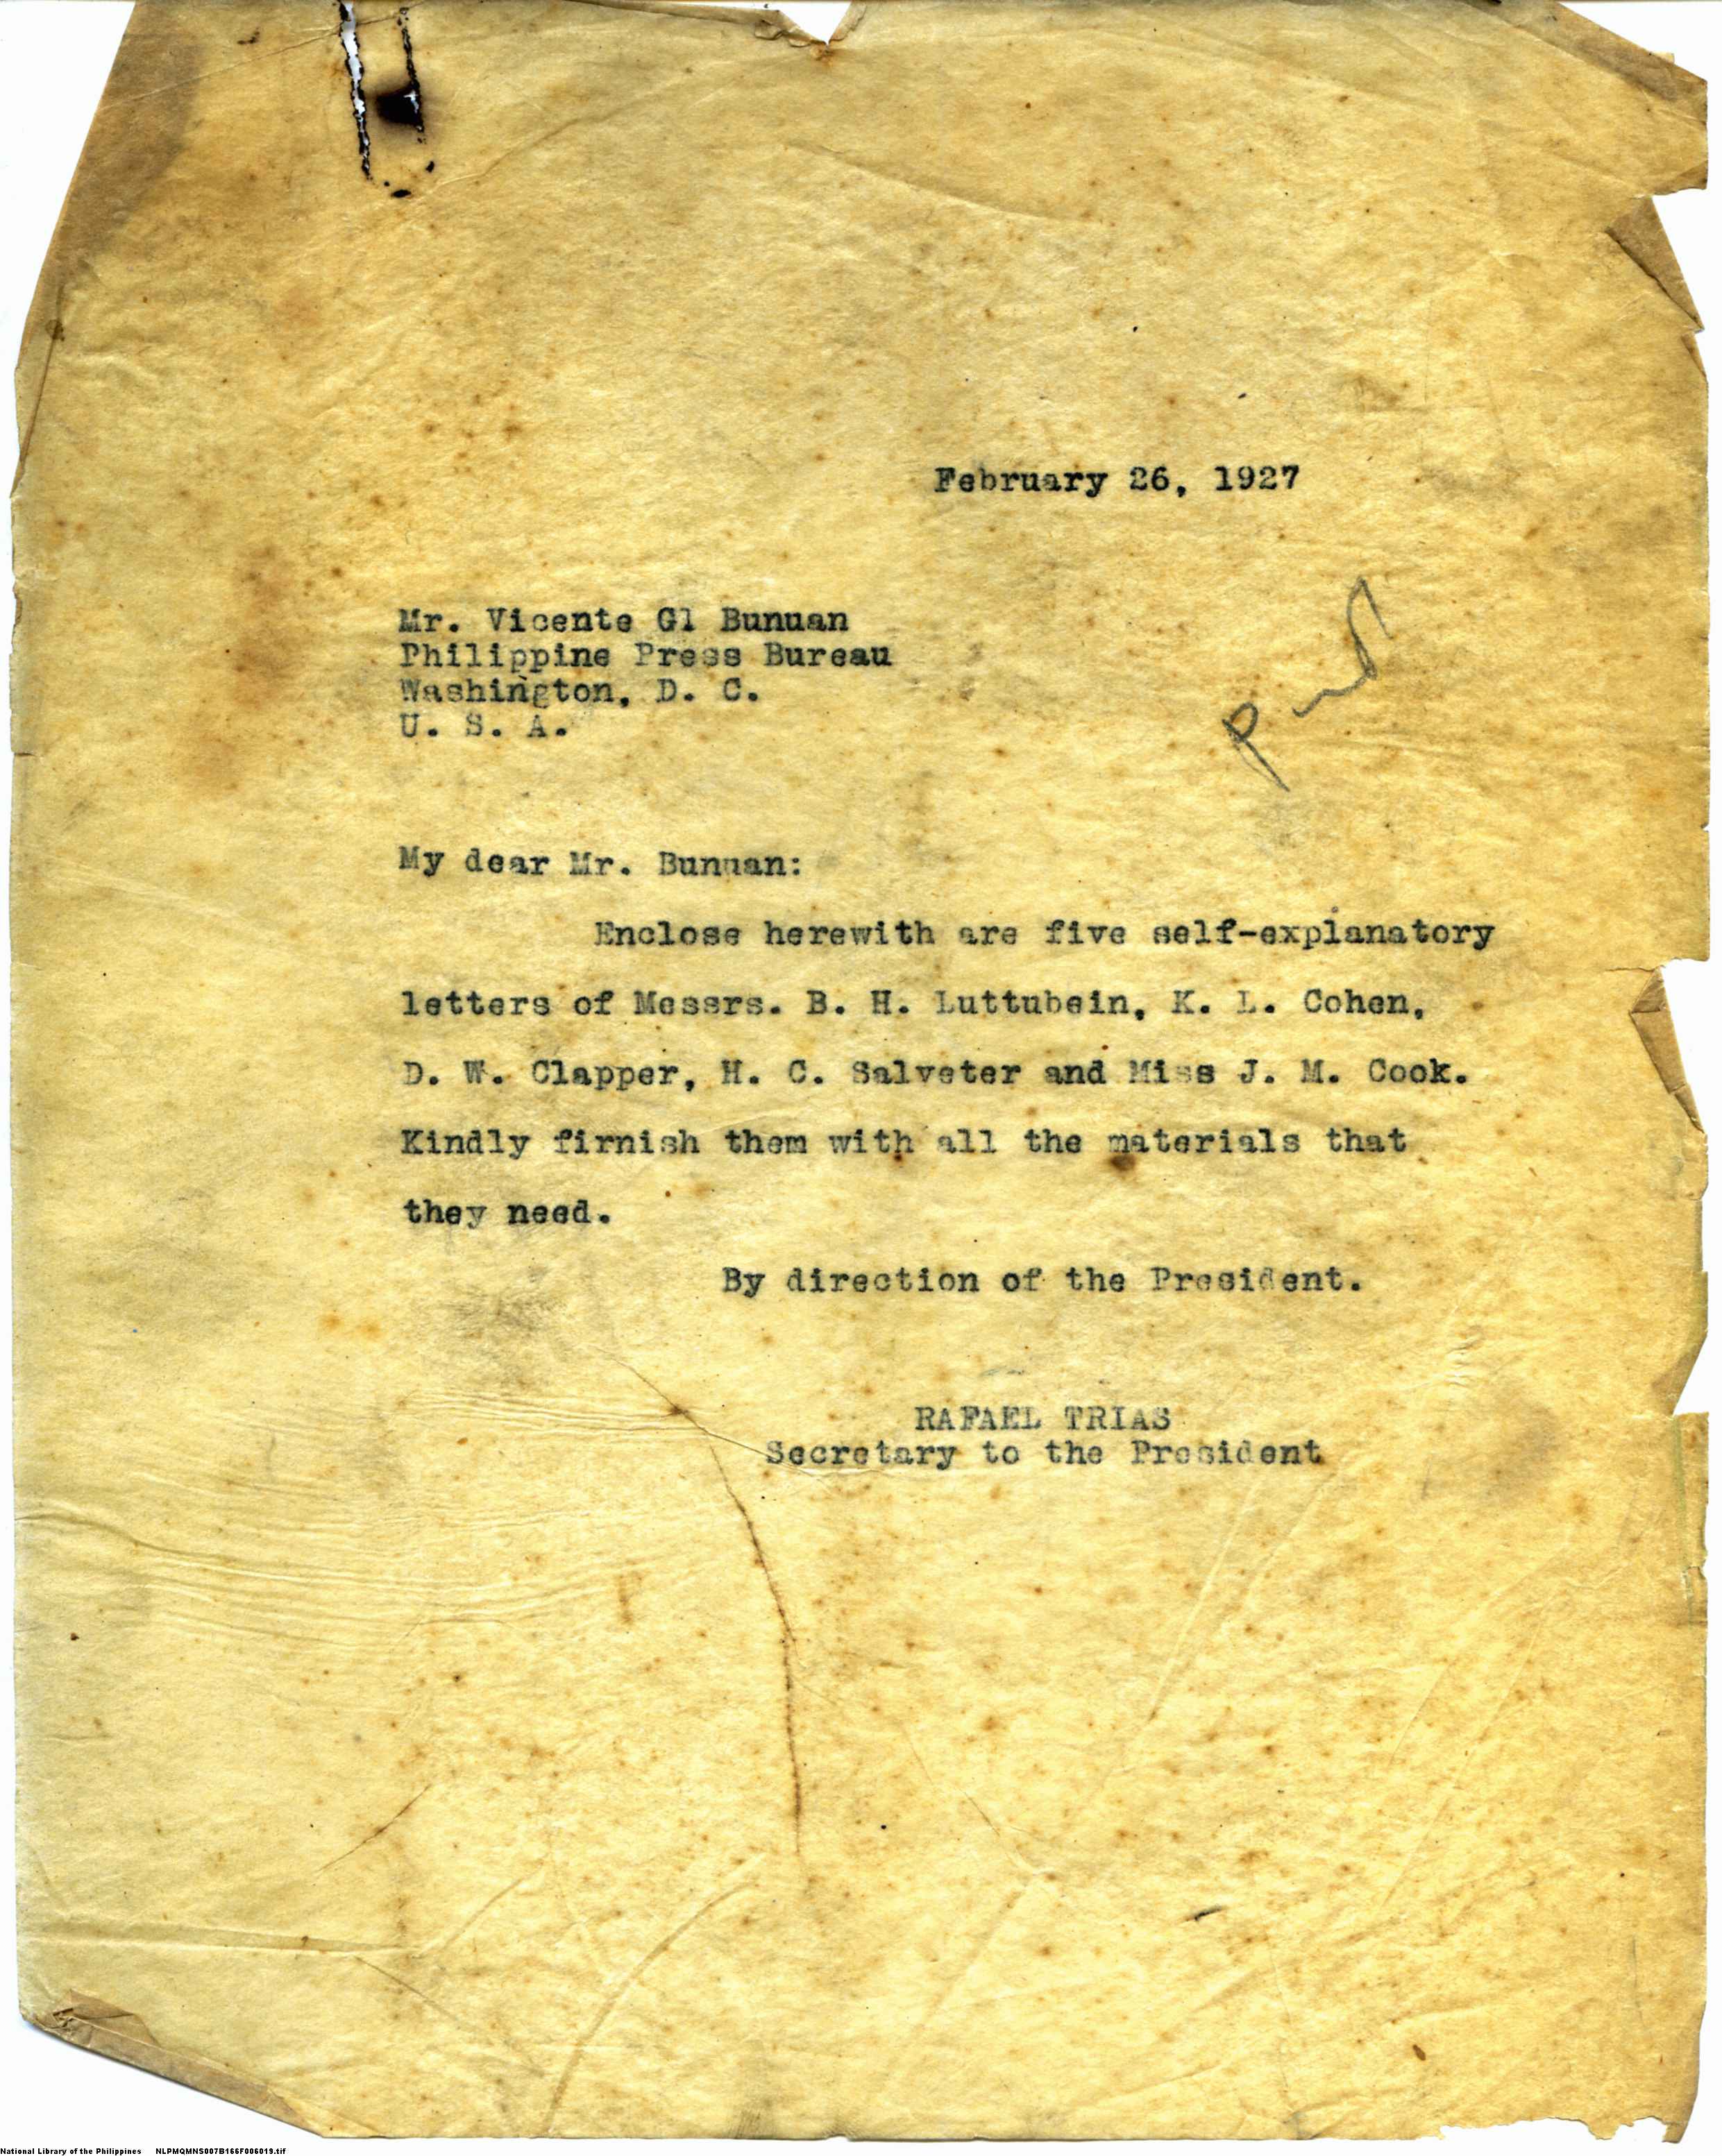 February 26, 1927
Mr. Vicente Gl Bunuan
Philippine Press Bureau
Washington, D. C.
U. S. A.
My dear Mr. Bunuan:
Enclose herewith are five self-explanatory
letters of Messrs. B. H. Luttubein, K. L. Cohen,
D. W. Clapper, H. C. Salveter and Miss J. M. Cook.
Kindly firnish them with all the materials that
they need.
By direction of the President.
RAFAEL TRIAS
Secretary to the President
National Library of the Philippines NLPMQMNS007B166F006019.tif